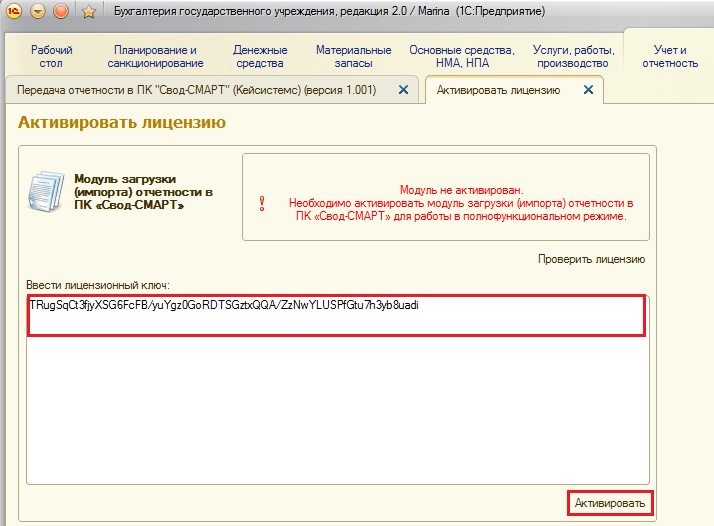 Бухгалтерия государственного учреждения, редакция 2.0 / Marina (1С:Предприятие)
Рабочий стол
Планирование и санкционирование
Денежные средства
Материальные запасы
Основные средства, НМА, НПА
Услуги, работы, производство
Учет и отчетность
Передача отчетности в ПК "Свод-СМАРТ" (Кейсистемс) (версия 1.001)
Активировать лицензию
Активировать лицензию
Модуль загрузки
(импорта) отчетности в
ПК «Свод-СМАРТ»
!
Модуль не активирован.
Необходимо активировать модуль загрузки (импорта) отчетности в
ПК «Свод-СМАРТ» для работы в полнофункциональном режиме.
Проверить лицензию
Ввести лицензионный ключ:
TRugSqCt3fjyXSG6FcFB/yuYgz0GoRDTSGztxQQA/ZzNwYLUSPfGtu7h3yb8uadi
Активировать